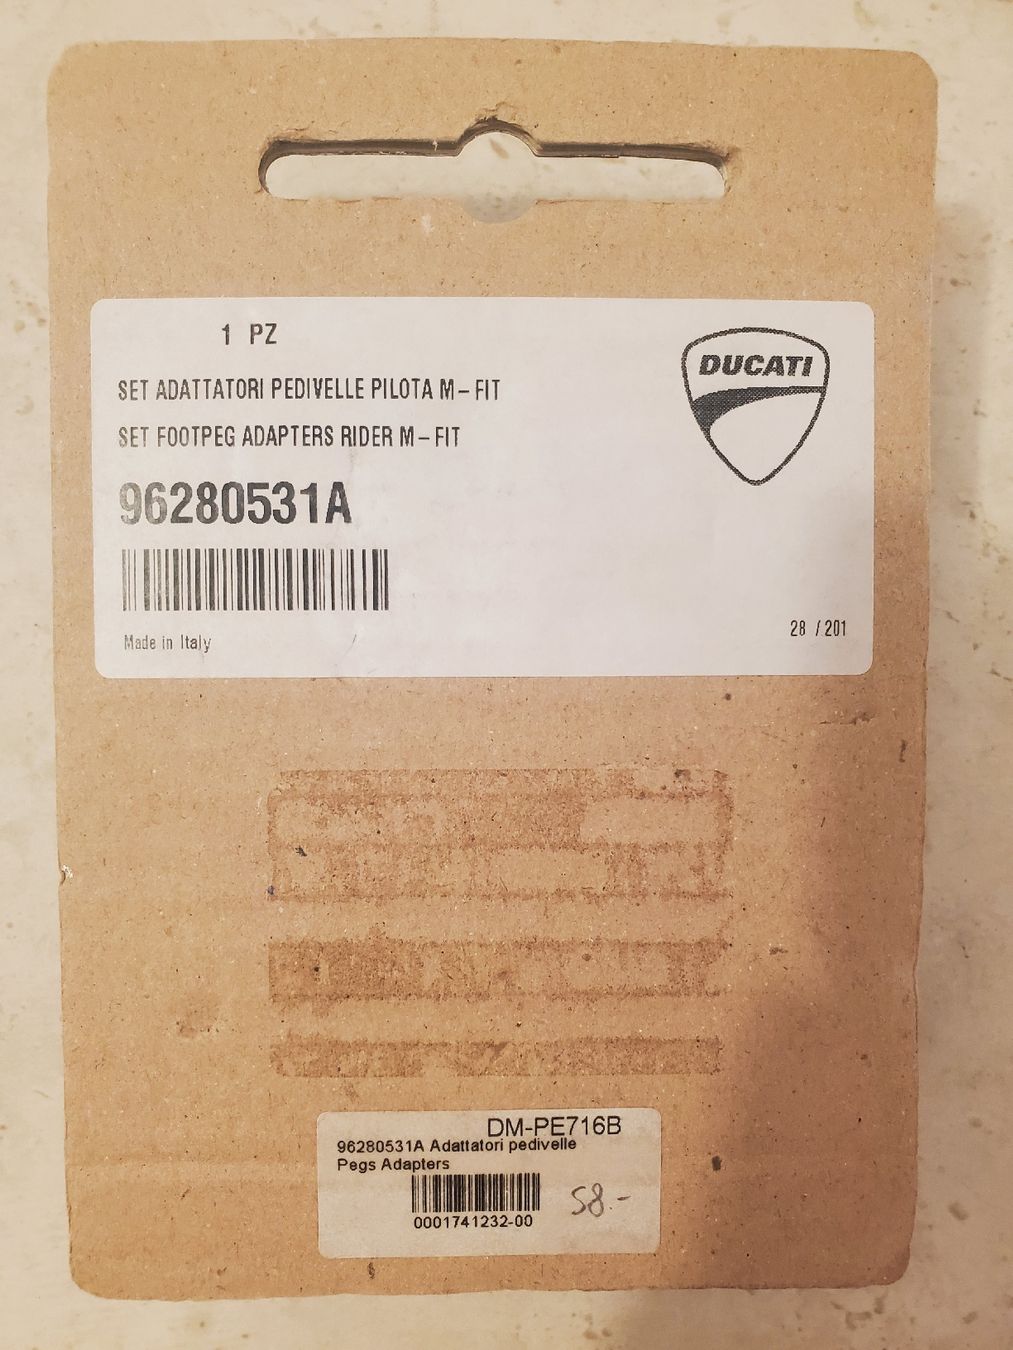 1 PZ
SET ADATTATORI PEDIVELLE PILOTA M-FIT
SET FOOTPEG ADAPTERS RIDER M-FIT
DUCATI
96280531A
Made in Italy
28 / 201
DM-PE716B
96280531A Adattatori pedivelle
Pegs Adapters
0001741232-00
58.-